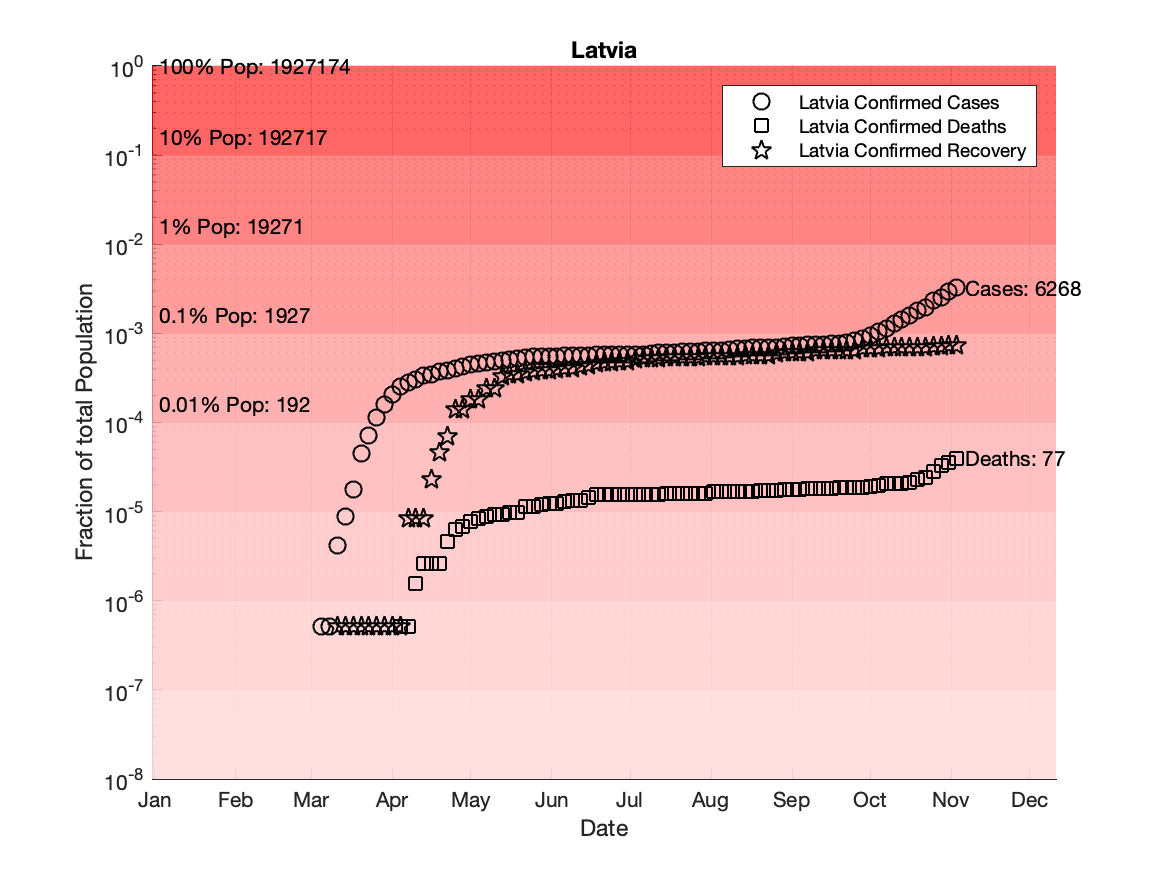 Latvia
10^0
100% Pop: 1927174
Latvia Confirmed Cases
Latvia Confirmed Deaths
Latvia Confirmed Recovery
10% Pop: 192717
10^-1
1% Pop: 19271
10^-2
Cases: 6268
0.1% Pop: 1927
10^-3
0.01% Pop: 192
10^-4
Deaths: 77
10^-5
10^-6
10^-7
10^-8
Fraction of total Population
Jan Feb Mar Apr May Jun Jul Aug Sep Oct Nov Dec
Date